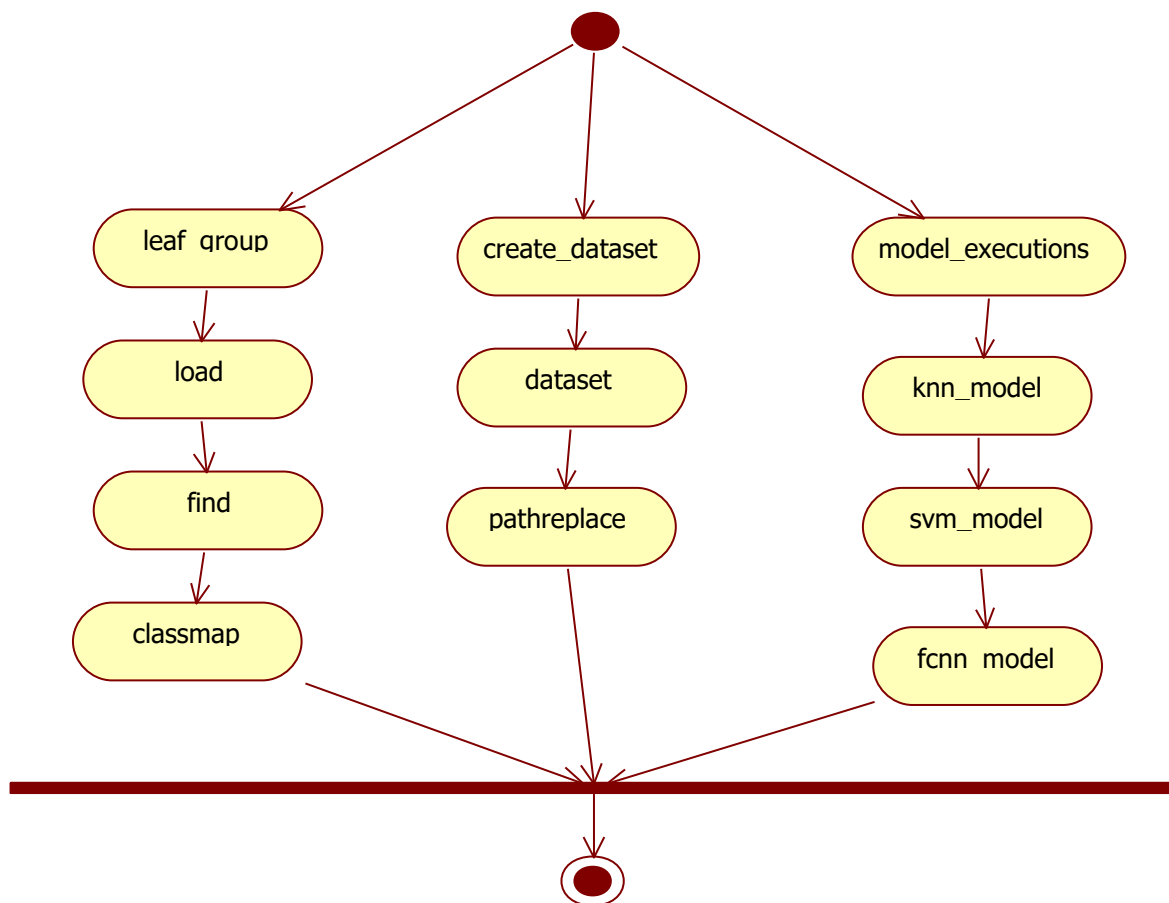 leaf_group
create_dataset
model_executions
load
dataset
knn_model
find
pathreplace
svm_model
classmap
fcnn_model